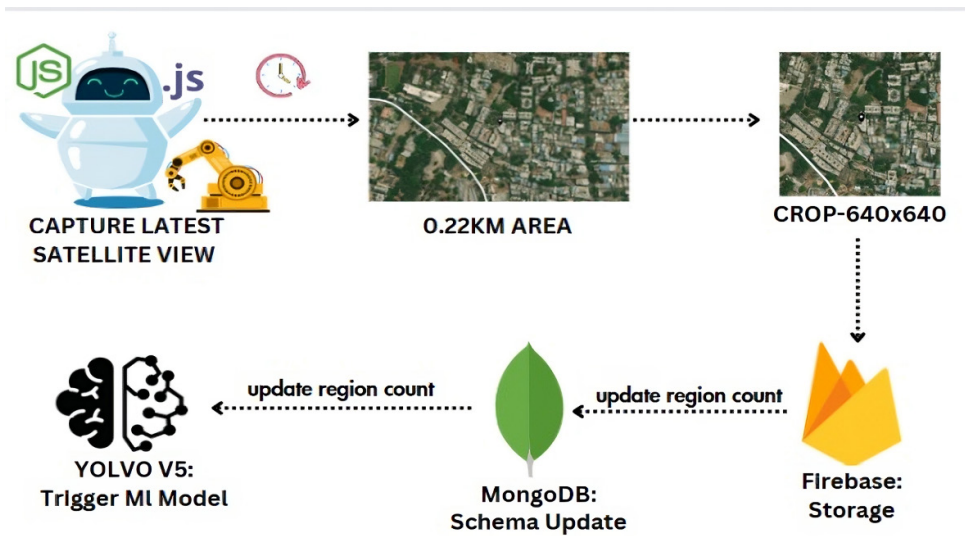 JS
.js
CAPTURE LATEST
SATELLITE VIEW
0.22KM AREA
CROP-640x640
update region count
update region count
YOLVO V5:
Trigger Ml Model
MongoDB:
Schema Update
Firebase:
Storage